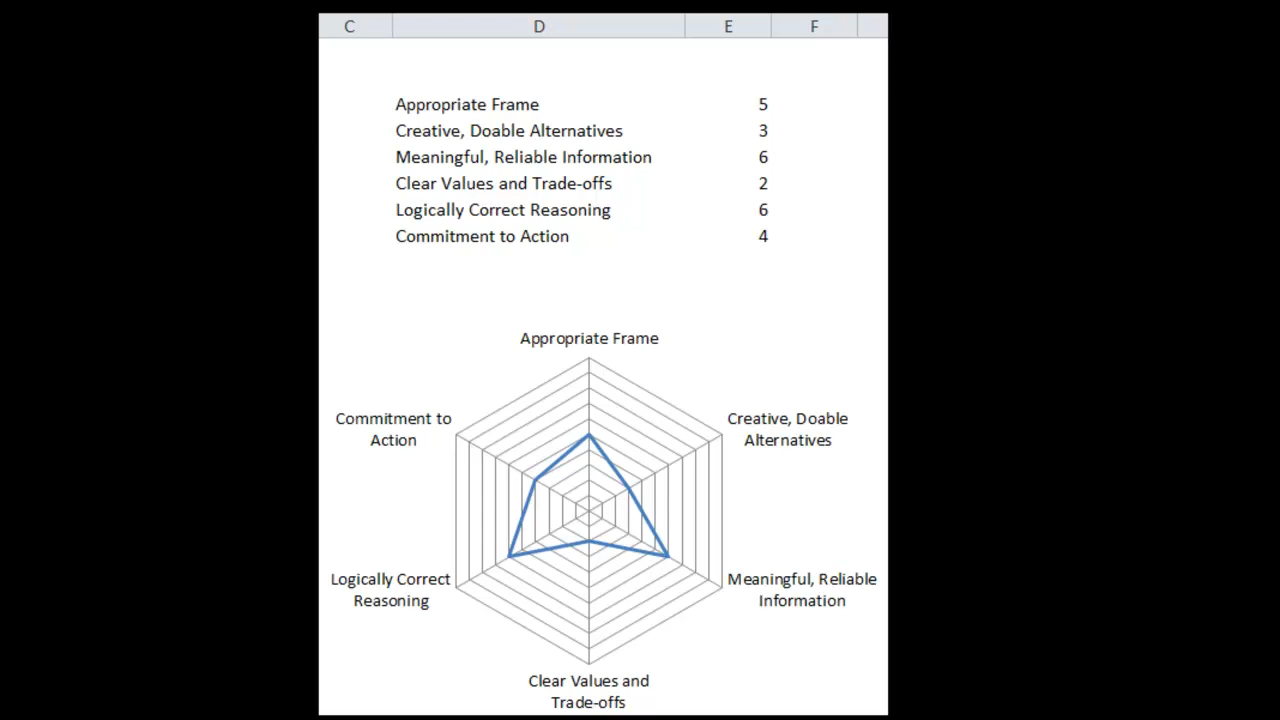 C D E F
Appropriate Frame 5
Creative, Doable Alternatives 3
Meaningful, Reliable Information 6
Clear Values and Trade-offs 2
Logically Correct Reasoning 6
Commitment to Action 4
Appropriate Frame
Commitment to
Action
Creative, Doable
Alternatives
Logically Correct
Reasoning
Meaningful, Reliable
Information
Clear Values and
Trade-offs